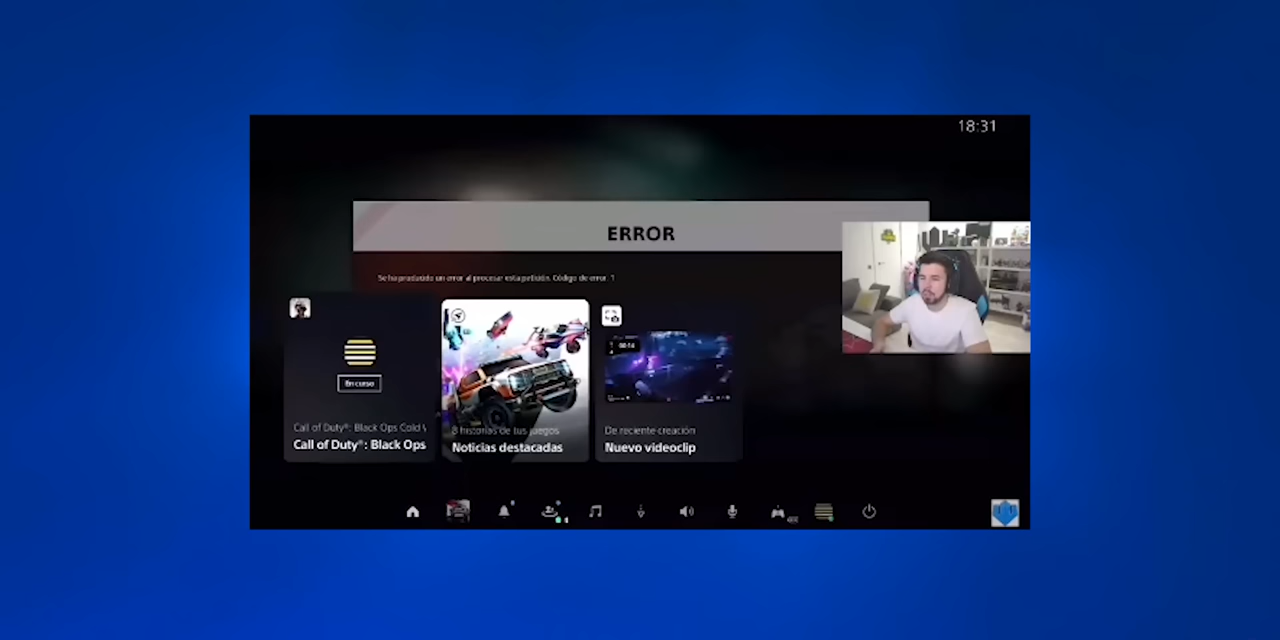 18:31
ERROR
Se ha producido un error al procesar esta petición. Código de error: 1
En curso
Call of Duty®: Black Ops Cold
Call of Duty®: Black Ops
8 historias de tus juegos
Noticias destacadas
De reciente creación
Nuevo videoclip